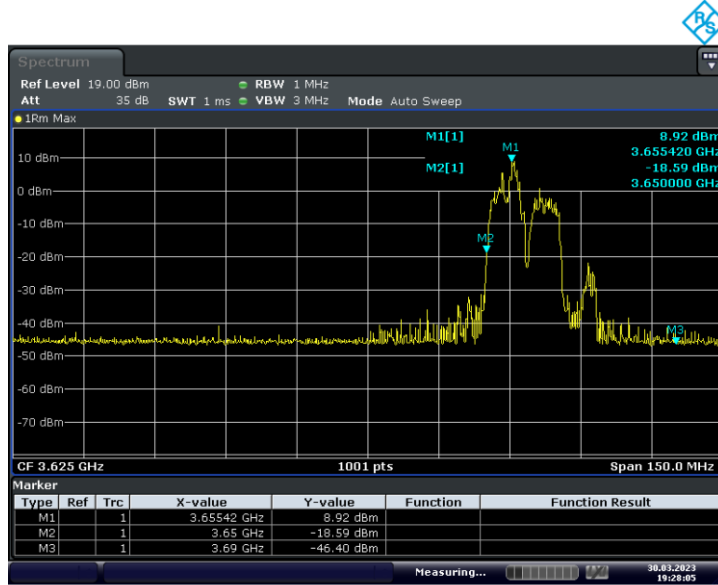 R&S
Spectrum
Ref Level 19.00 dBm RBW 1 MHz
Att 35 dB SWT 1 ms VBW 3 MHz Mode Auto Sweep
1Rm Max
M1[1] 8.92 dBm
3.655420 GHz
M2[1] -18.59 dBm
3.650000 GHz
M1
10 dBm
0 dBm
-10 dBm
M2
-20 dBm
-30 dBm
-40 dBm
M3
-50 dBm
-60 dBm
-70 dBm
CF 3.625 GHz 1001 pts Span 150.0 MHz
Marker
Type Ref Trc X-value Y-value Function Function Result
M1 1 3.65542 GHz 8.92 dBm
M2 1 3.65 GHz -18.59 dBm
M3 1 3.69 GHz -46.40 dBm
Measuring... 30.03.2023
19:28:05